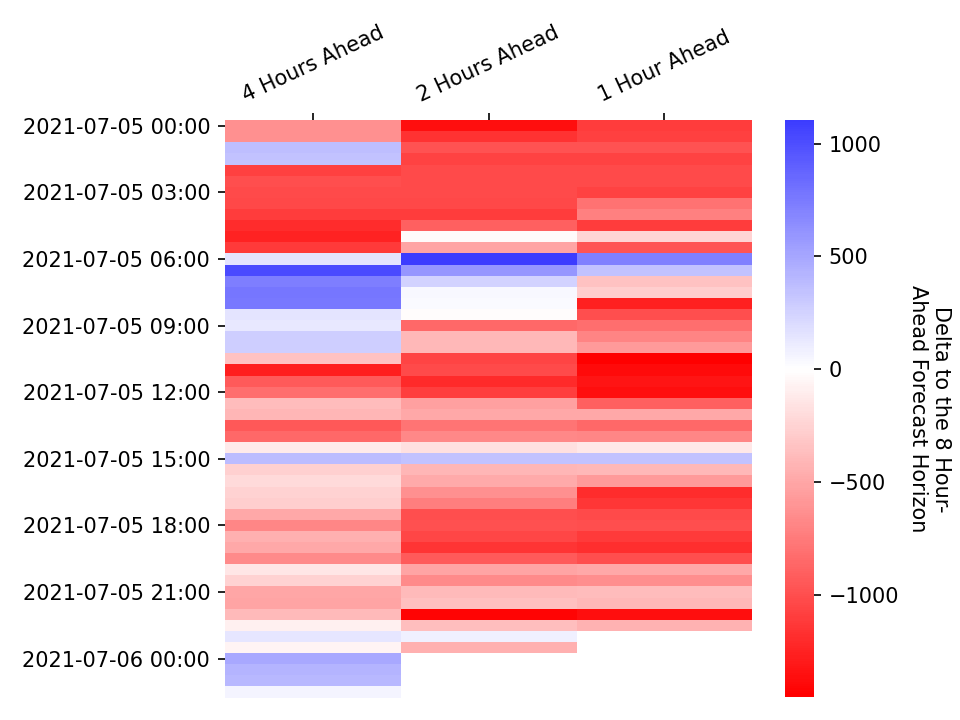 4 Hours Ahead
2 Hours Ahead
1 Hour Ahead
2021-07-05 00:00
2021-07-05 03:00
2021-07-05 06:00
2021-07-05 09:00
2021-07-05 12:00
2021-07-05 15:00
2021-07-05 18:00
2021-07-05 21:00
2021-07-06 00:00
1000
500
0
−500
−1000
Delta to the 8 Hour-
Ahead Forecast Horizon